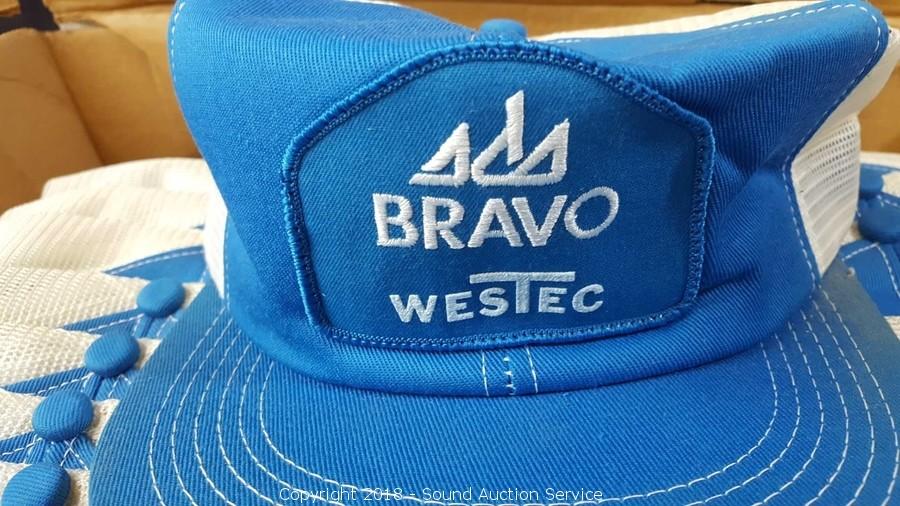 BRAVO
WESTEC
Copyright 2018 - Sound Auction Service